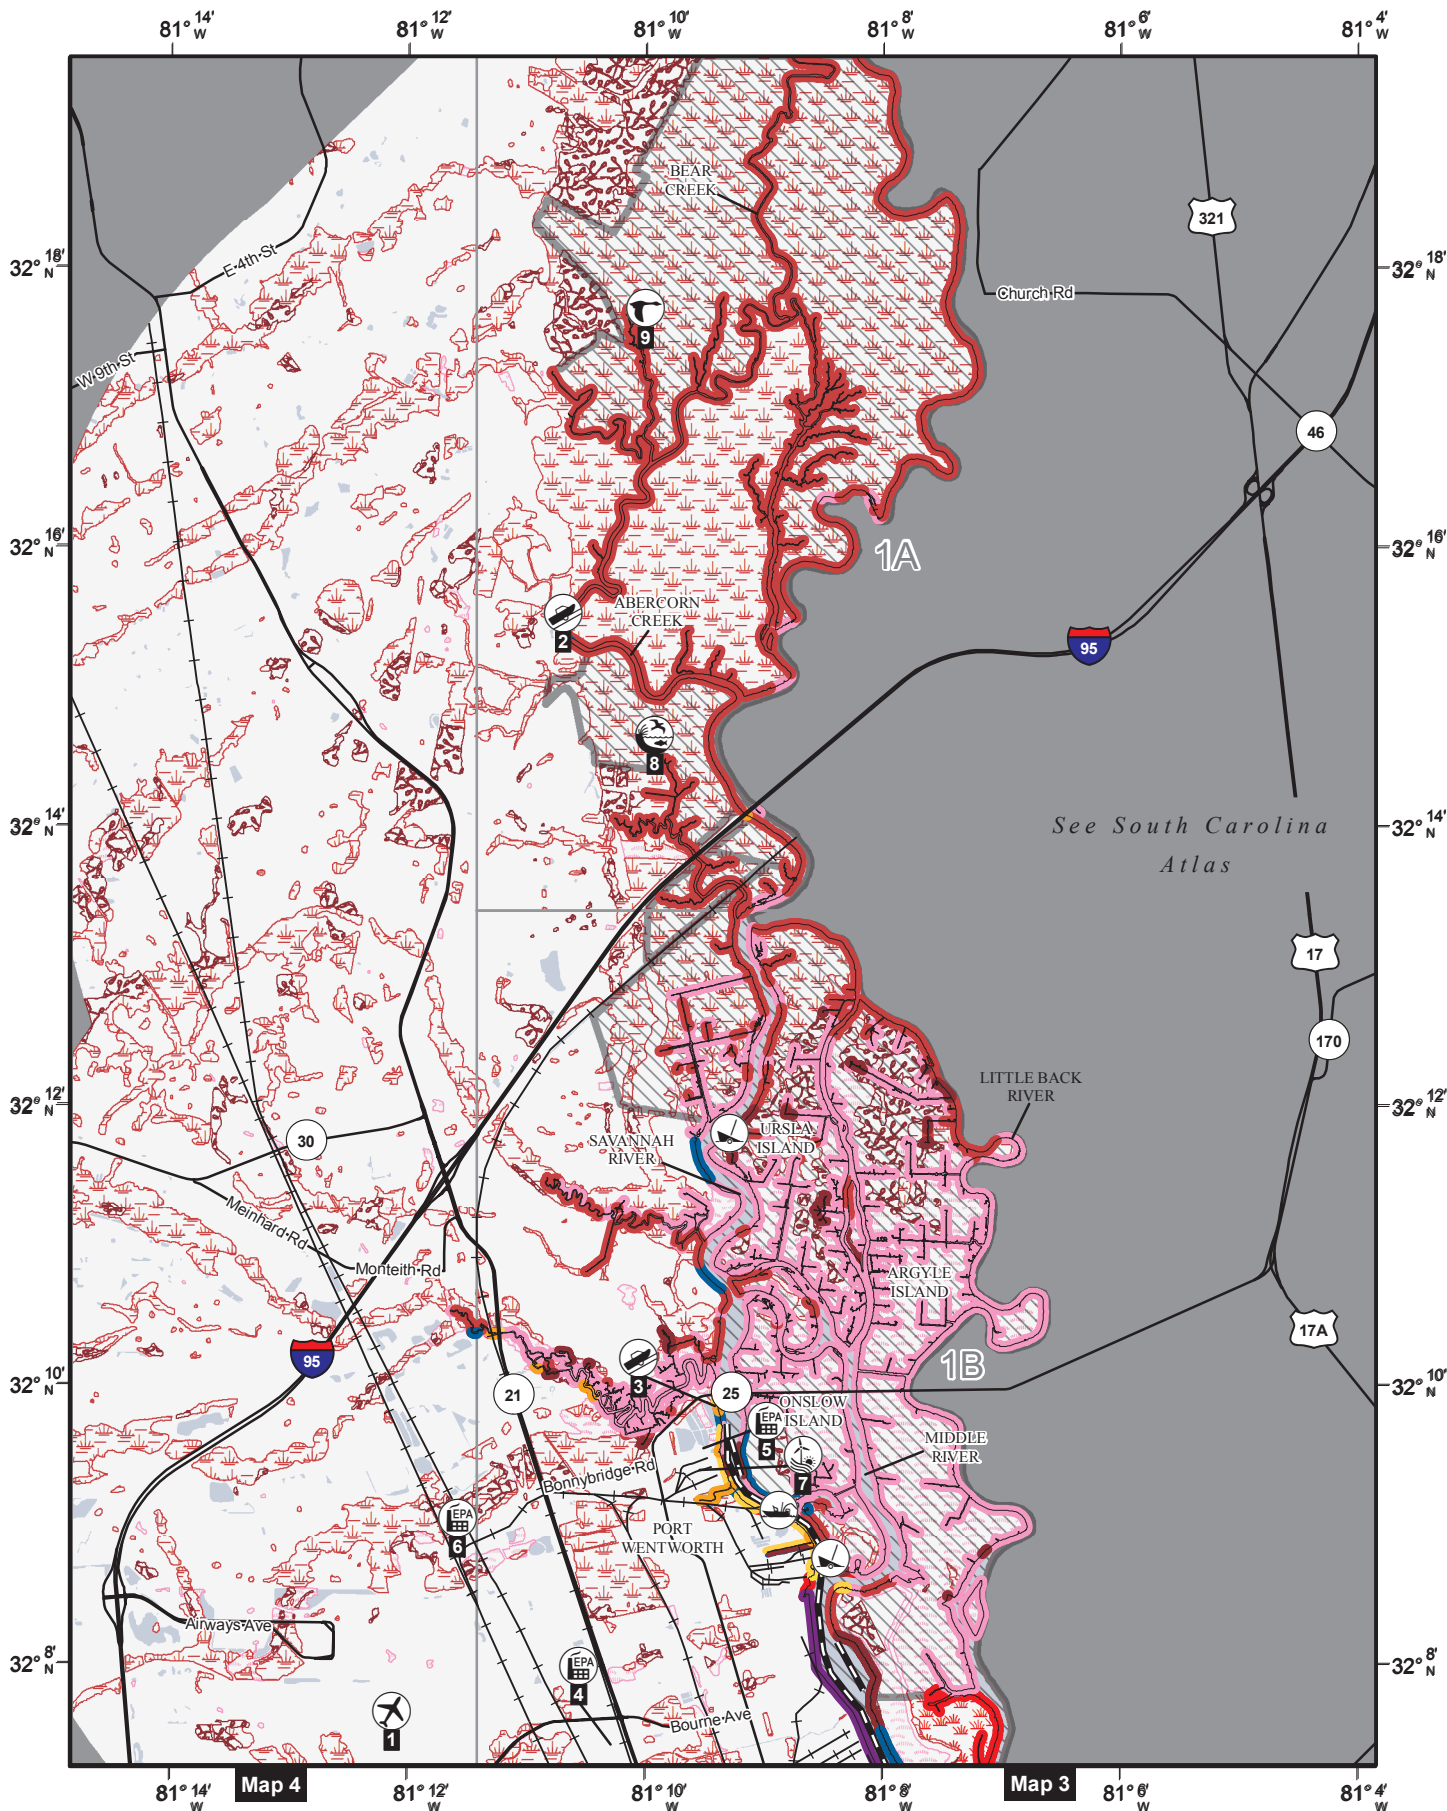 81° 14' W
81° 12' W
81° 10' W
81° 8' W
81° 6' W
81° 4' W
BEAR
CREEK
321
E 4th St
32° 18' N
32° 18' N
Church Rd
9
W 9th St
46
32° 16' N
32° 16' N
1A
ABERCORN
CREEK
2
95
8
32° 14' N
32° 14' N
See South Carolina
Atlas
17
170
LITTLE BACK
RIVER
32° 12' N
32° 12' N
30
SAVANNAH
RIVER
URSLA
ISLAND
Meinhard Rd
Monteith Rd
ARGYLE
ISLAND
17A
95
32° 10' N
32° 10' N
1B
3
21
25
ONSLOW
ISLAND
EPA
5
MIDDLE
RIVER
7
Bonnybridge Rd
EPA
6
PORT
WENTWORTH
Airways Ave
32° 8' N
32° 8' N
EPA
4
1
Bourne Ave
Map 4
Map 3
81° 14' W
81° 12' W
81° 10' W
81° 8' W
81° 6' W
81° 4' W